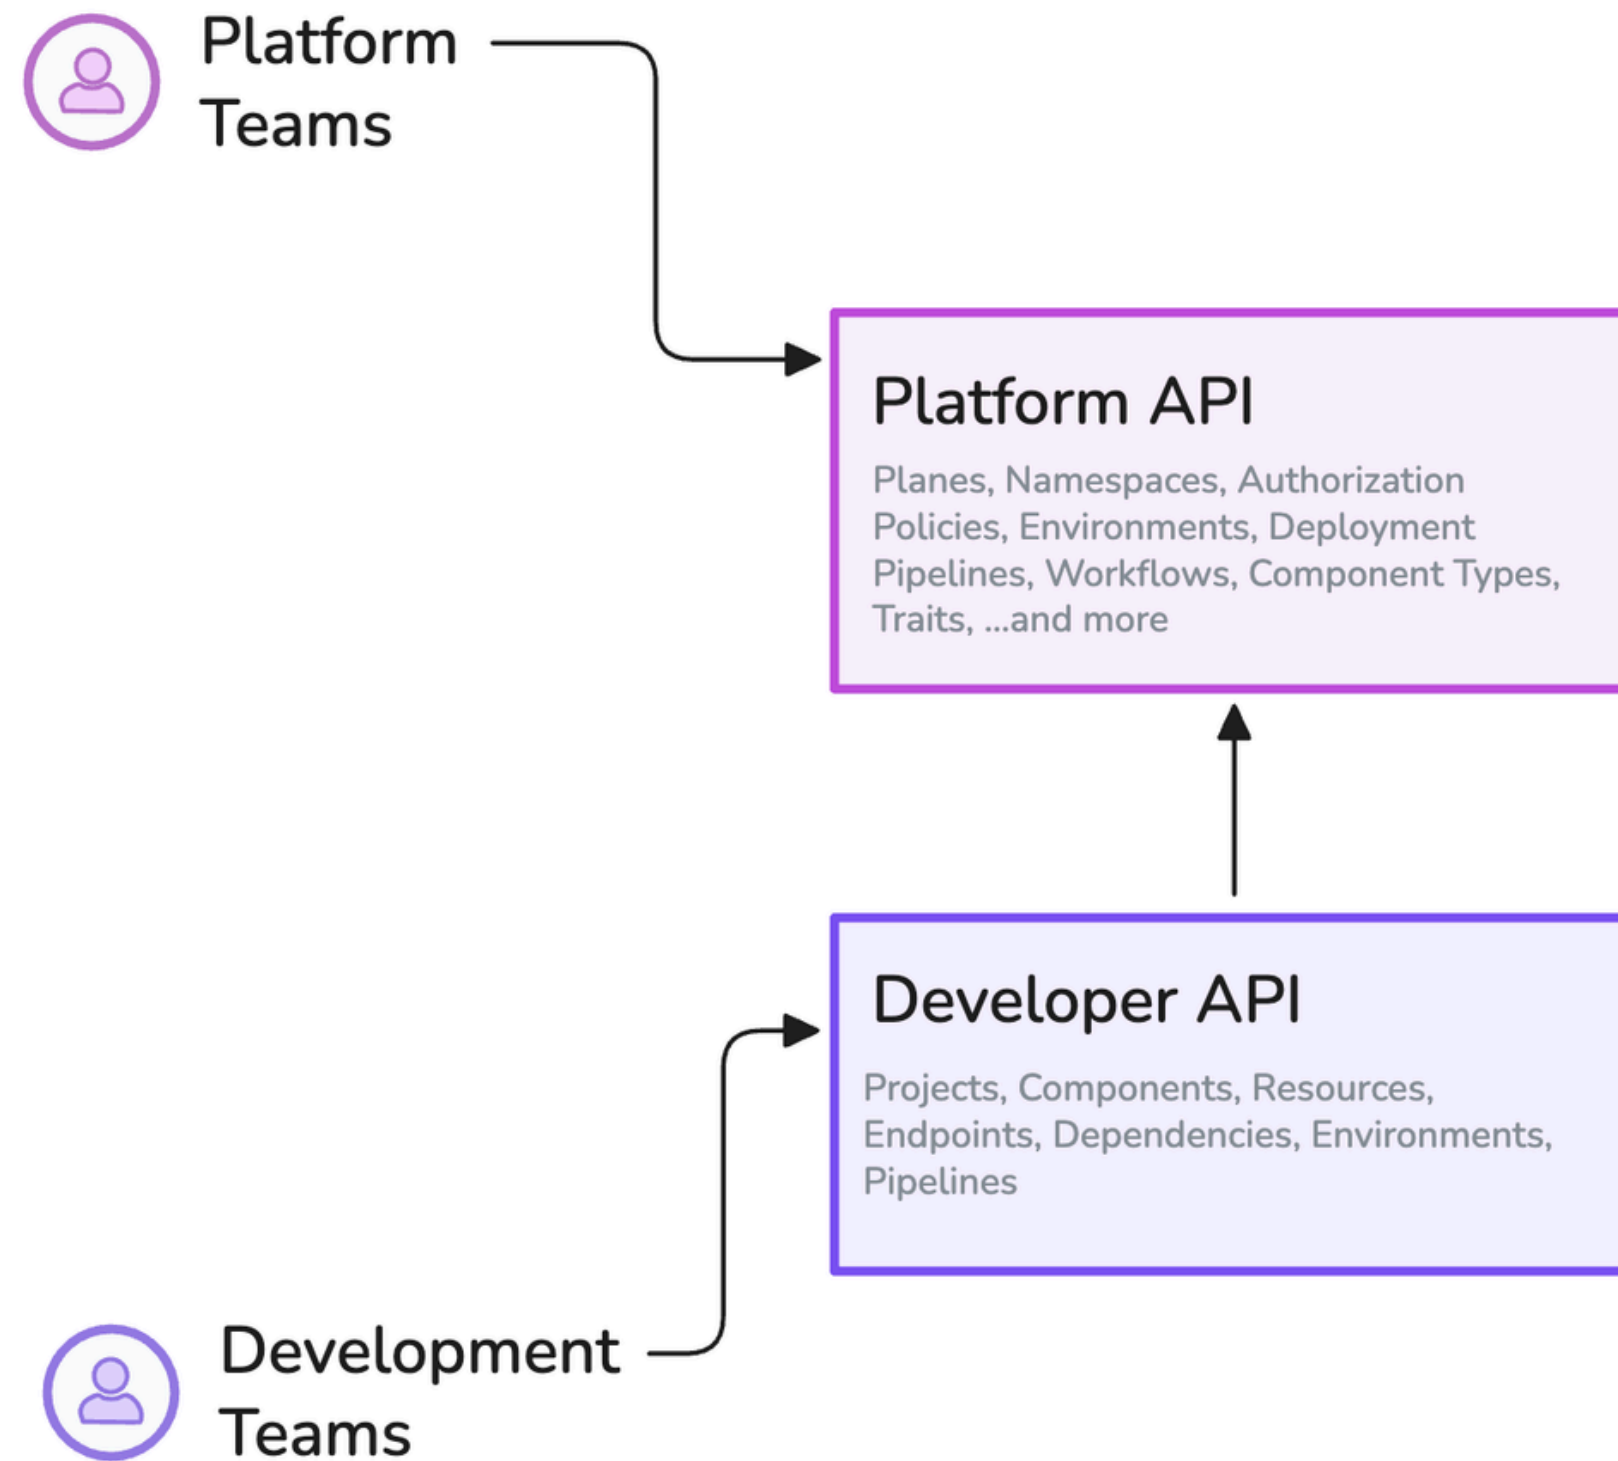 Platform
Teams
Platform API
Planes, Namespaces, Authorization
Policies, Environments, Deployment
Pipelines, Workflows, Component Types,
Traits, ...and more
Developer API
Projects, Components, Resources,
Endpoints, Dependencies, Environments,
Pipelines
Development
Teams